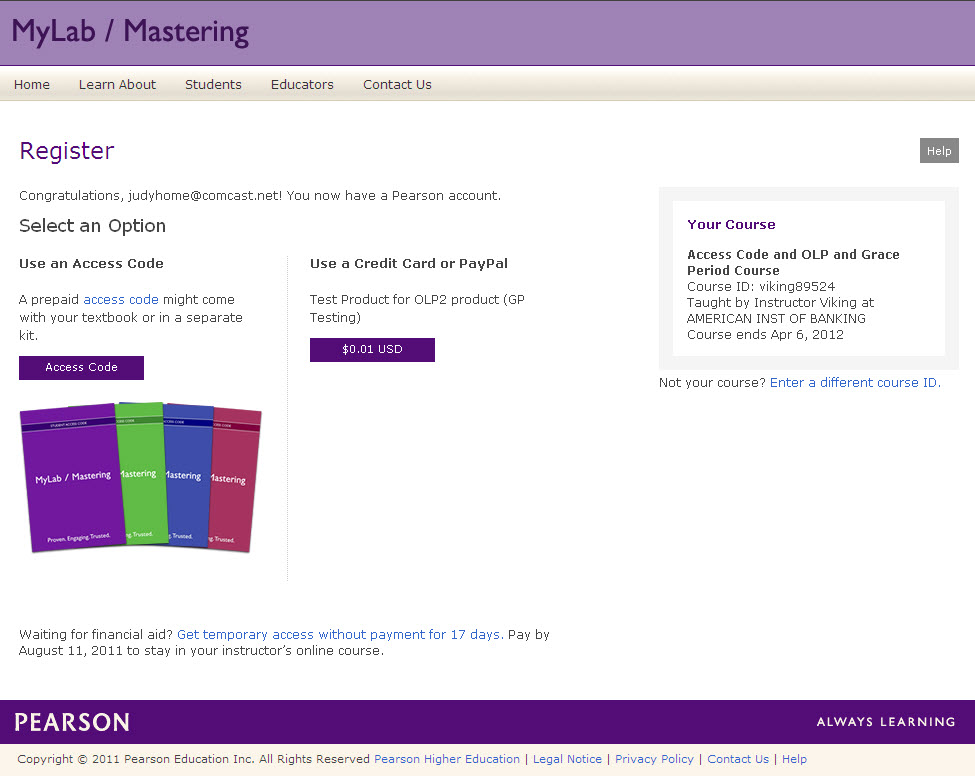 MyLab / Mastering
Home Learn About Students Educators Contact Us
Register
Help
Congratulations, judyhome@comcast.net! You now have a Pearson account.
Select an Option
Use an Access Code
A prepaid access code might come
with your textbook or in a separate
kit.
Access Code
STUDENT ACCESS CODE
MyLab / Mastering
Proven. Engaging. Trusted.
Mastering
Mastering
Mastering
Use a Credit Card or PayPal
Test Product for OLP2 product (GP
Testing)
$0.01 USD
Your Course
Access Code and OLP and Grace
Period Course
Course ID: viking89524
Taught by Instructor Viking at
AMERICAN INST OF BANKING
Course ends Apr 6, 2012
Not your course? Enter a different course ID.
Waiting for financial aid? Get temporary access without payment for 17 days. Pay by
August 11, 2011 to stay in your instructor's online course.
PEARSON
ALWAYS LEARNING
Copyright © 2011 Pearson Education Inc. All Rights Reserved Pearson Higher Education | Legal Notice | Privacy Policy | Contact Us | Help